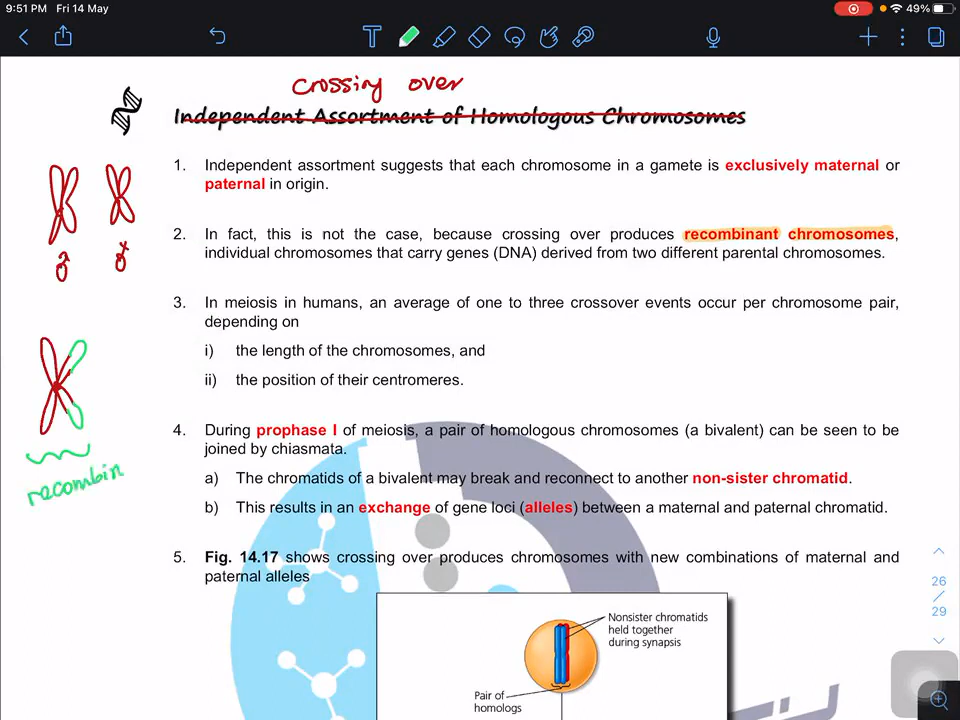 9:51 PM Fri 14 May
49%
T
crossing over
Independent Assortment of Homologous Chromosomes
1. Independent assortment suggests that each chromosome in a gamete is exclusively maternal or
paternal in origin.
2. In fact, this is not the case, because crossing over produces recombinant chromosomes,
individual chromosomes that carry genes (DNA) derived from two different parental chromosomes.
3. In meiosis in humans, an average of one to three crossover events occur per chromosome pair,
depending on
i) the length of the chromosomes, and
ii) the position of their centromeres.
recombin
4. During prophase I of meiosis, a pair of homologous chromosomes (a bivalent) can be seen to be
joined by chiasmata.
a) The chromatids of a bivalent may break and reconnect to another non-sister chromatid.
b) This results in an exchange of gene loci (alleles) between a maternal and paternal chromatid.
5. Fig. 14.17 shows crossing over produces chromosomes with new combinations of maternal and
paternal alleles
26
/
29
Nonsister chromatids
held together
during synapsis
Pair of
homologs